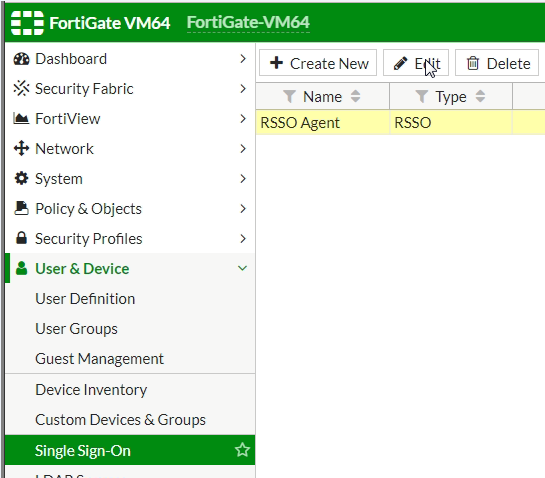 FortiGate VM64 FortiGate-VM64
Dashboard
Security Fabric
FortiView
Network
System
Policy & Objects
Security Profiles
User & Device
User Definition
User Groups
Guest Management
Device Inventory
Custom Devices & Groups
Single Sign-On
Create New Edit Delete
Name Type
RSSO Agent RSSO